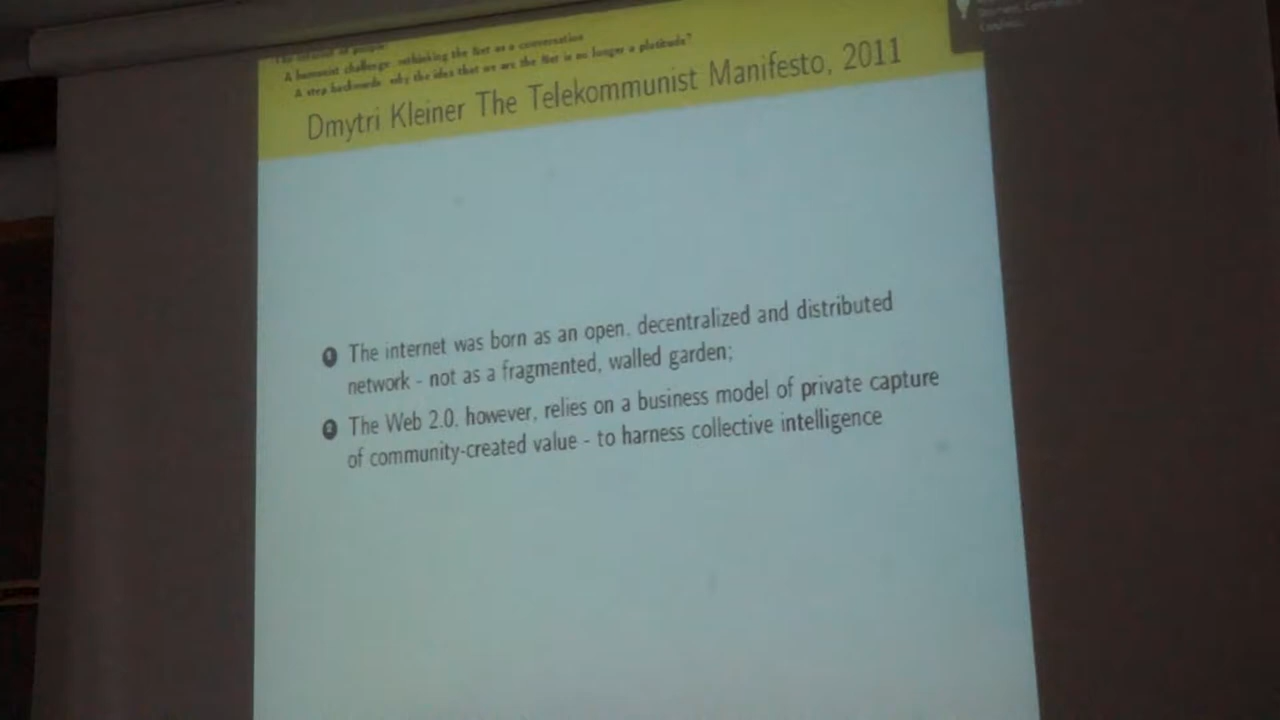 A humanist challenge: rethinking the Net as a conversation
A step backwards: why the idea that we are the Net is no longer a platitude?
Dmytri Kleiner The Telekommunist Manifesto, 2011
1 The internet was born as an open, decentralized and distributed
network - not as a fragmented, walled garden;
2 The Web 2.0, however, relies on a business model of private capture
of community-created value - to harness collective intelligence